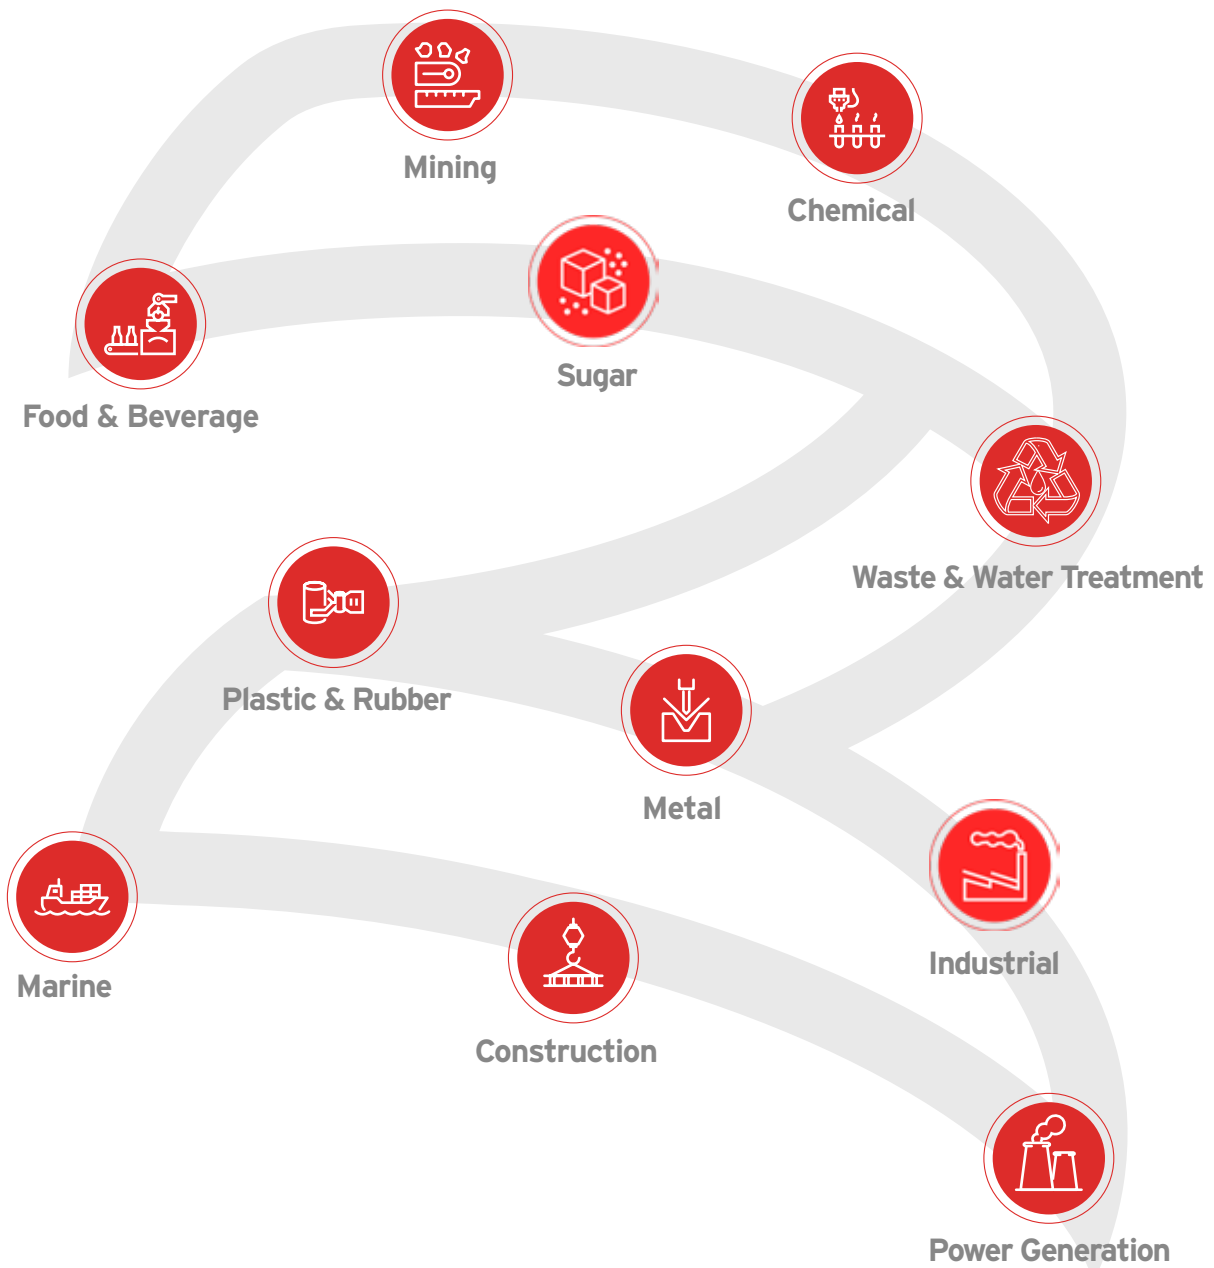 Mining
Chemical
Sugar
Food & Beverage
Waste & Water Treatment
Plastic & Rubber
Metal
Industrial
Marine
Construction
Power Generation